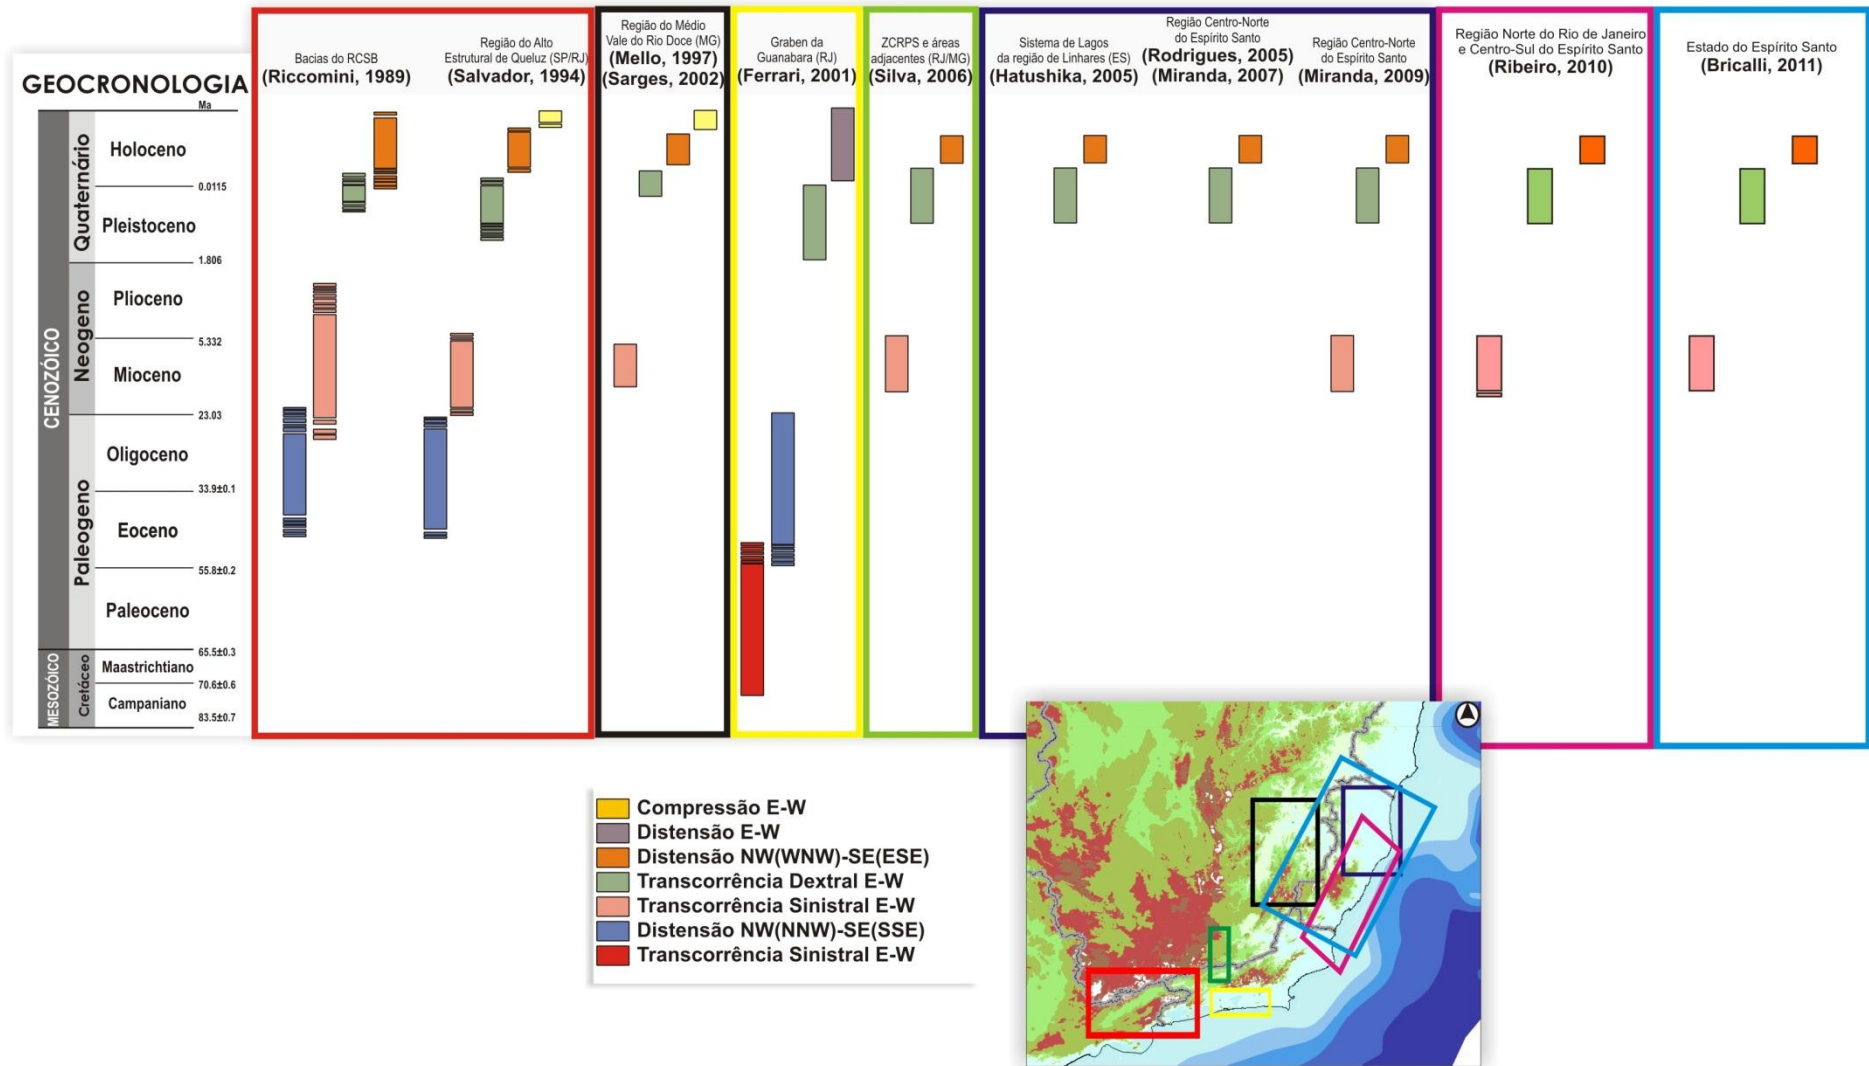 GEOCRONOLOGIA
Ma
CENOZÓICO
MESOZÓICO
Quaternário
Neogeno
Paleogeno
Cretáceo
Holoceno
0.0115
Pleistoceno
1.806
Plioceno
5.332
Mioceno
23.03
Oligoceno
33.9±0.1
Eoceno
55.8±0.2
Paleoceno
65.5±0.3
Maastrichtiano
70.6±0.6
Campaniano
83.5±0.7
Bacias do RCSB
(Riccomini, 1989)
Região do Alto
Estrutural de Queluz (SP/RJ)
(Salvador, 1994)
Região do Médio
Vale do Rio Doce (MG)
(Mello, 1997)
(Sarges, 2002)
Graben da
Guanabara (RJ)
(Ferrari, 2001)
ZCRPS e áreas
adjacentes (RJ/MG)
(Silva, 2006)
Sistema de Lagos
da região de Linhares (ES)
(Hatushika, 2005)
Região Centro-Norte
do Espírito Santo
(Rodrigues, 2005)
(Miranda, 2007)
Região Centro-Norte
do Espírito Santo
(Miranda, 2009)
Região Norte do Rio de Janeiro
e Centro-Sul do Espírito Santo
(Ribeiro, 2010)
Estado do Espírito Santo
(Bricalli, 2011)
Compressão E-W
Distensão E-W
Distensão NW(WNW)-SE(ESE)
Transcorrência Dextral E-W
Transcorrência Sinistral E-W
Distensão NW(NNW)-SE(SSE)
Transcorrência Sinistral E-W